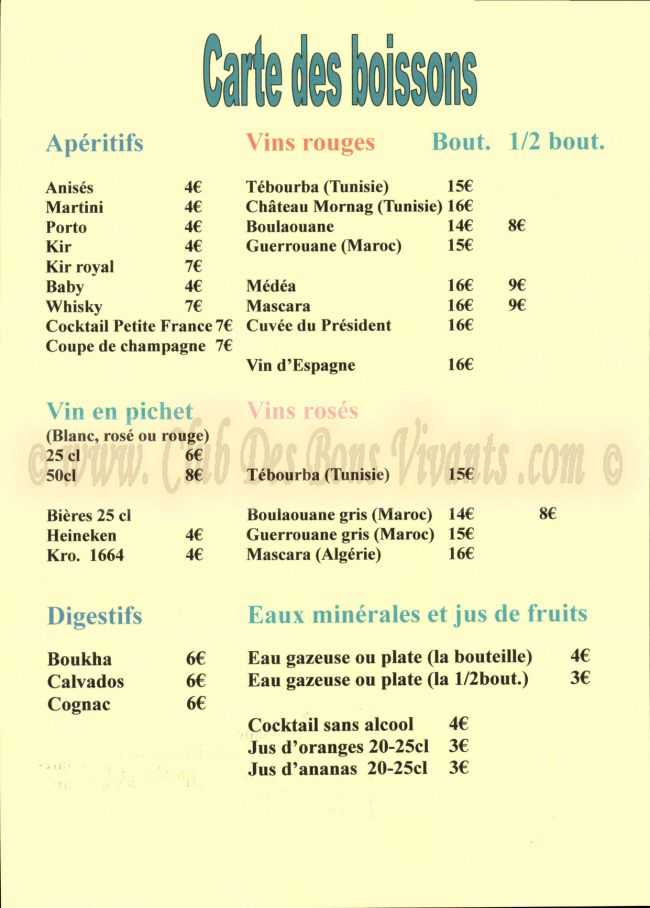 Carte des boissons
Apéritifs
Anisés 4€
Martini 4€
Porto 4€
Kir 4€
Kir royal 7€
Baby 4€
Whisky 7€
Cocktail Petite France 7€
Coupe de champagne 7€
Vins rouges Bout. 1/2 bout.
Tébourba (Tunisie) 15€
Château Mornag (Tunisie) 16€
Boulaouane 14€ 8€
Guerrouane (Maroc) 15€
Médéa 16€ 9€
Mascara 16€ 9€
Cuvée du Président 16€
Vin d'Espagne 16€
Vin en pichet
(Blanc, rosé ou rouge)
25 cl 6€
50cl 8€
Bières 25 cl
Heineken 4€
Kro. 1664 4€
Vins rosés
Tébourba (Tunisie) 15€
Boulaouane gris (Maroc) 14€ 8€
Guerrouane gris (Maroc) 15€
Mascara (Algérie) 16€
© www. Club Des Bons Vivants .com ©
Digestifs
Boukha 6€
Calvados 6€
Cognac 6€
Eaux minérales et jus de fruits
Eau gazeuse ou plate (la bouteille) 4€
Eau gazeuse ou plate (la 1/2bout.) 3€
Cocktail sans alcool 4€
Jus d'oranges 20-25cl 3€
Jus d'ananas 20-25cl 3€